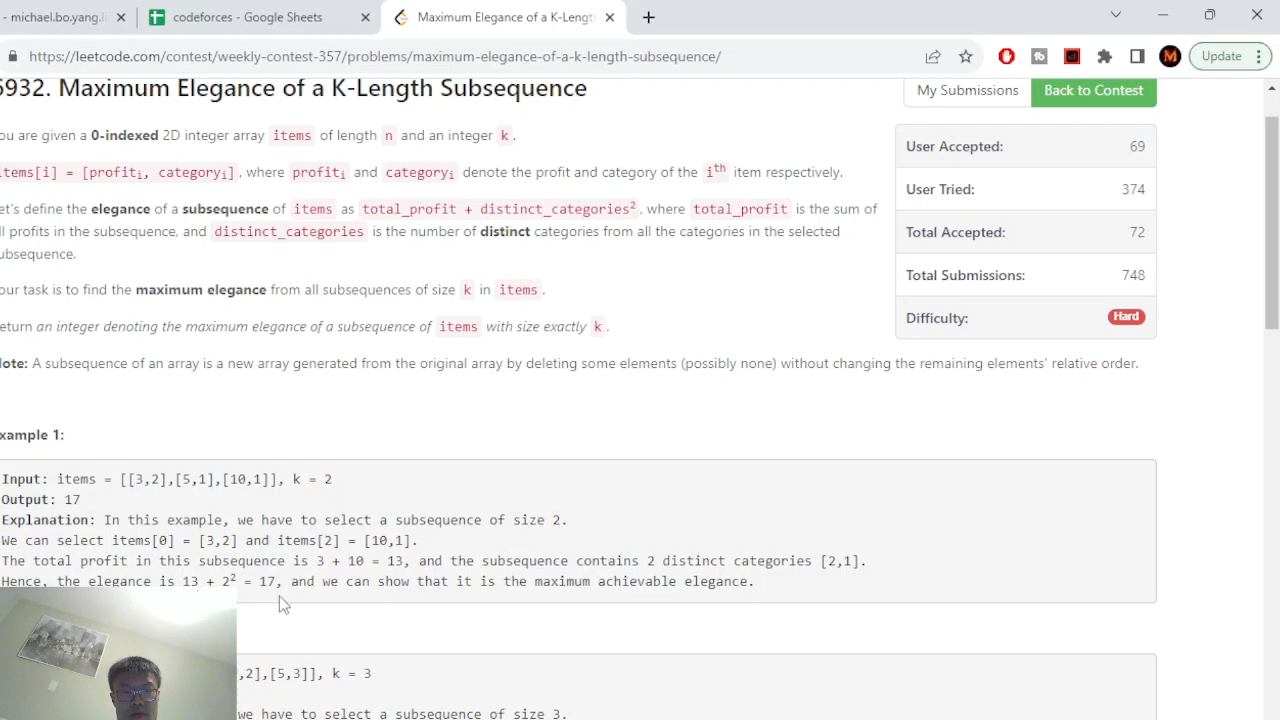 - michael.bo.yang.li
codeforces - Google Sheets
Maximum Elegance of a K-Lengt
https://leetcode.com/contest/weekly-contest-357/problems/maximum-elegance-of-a-k-length-subsequence/
Update
6932. Maximum Elegance of a K-Length Subsequence
My Submissions
Back to Contest
ou are given a 0-indexed 2D integer array items of length n and an integer k.
items[i] = [profiti, categoryi], where profiti and categoryi denote the profit and category of the ith item respectively.
et's define the elegance of a subsequence of items as total_profit + distinct_categories², where total_profit is the sum of
ll profits in the subsequence, and distinct_categories is the number of distinct categories from all the categories in the selected
ubsequence.
our task is to find the maximum elegance from all subsequences of size k in items.
eturn an integer denoting the maximum elegance of a subsequence of items with size exactly k.
ote: A subsequence of an array is a new array generated from the original array by deleting some elements (possibly none) without changing the remaining elements' relative order.
User Accepted: 69
User Tried: 374
Total Accepted: 72
Total Submissions: 748
Difficulty: Hard
xample 1:
Input: items = [[3,2],[5,1],[10,1]], k = 2
Output: 17
Explanation: In this example, we have to select a subsequence of size 2.
We can select items[0] = [3,2] and items[2] = [10,1].
The total profit in this subsequence is 3 + 10 = 13, and the subsequence contains 2 distinct categories [2,1].
Hence, the elegance is 13 + 2² = 17, and we can show that it is the maximum achievable elegance.
,2],[5,3]], k = 3
we have to select a subsequence of size 3.